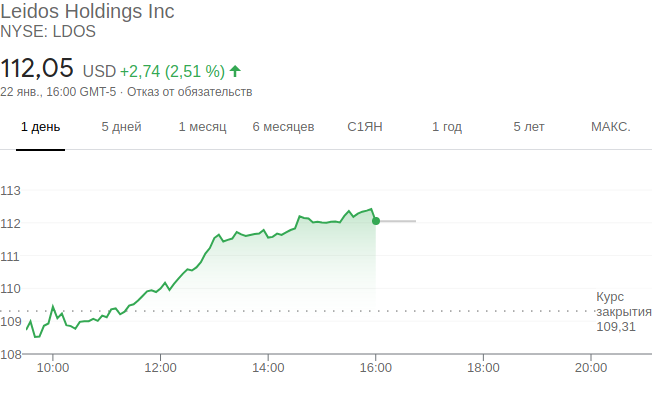 Leidos Holdings Inc
NYSE: LDOS
112,05 USD +2,74 (2,51 %)
22 янв., 16:00 GMT-5 · Отказ от обязательств
1 день 5 дней 1 месяц 6 месяцев С1ЯН 1 год 5 лет МАКС.
113
112
111
110
109
108
Курс
закрытия
109,31
10:00 12:00 14:00 16:00 18:00 20:00